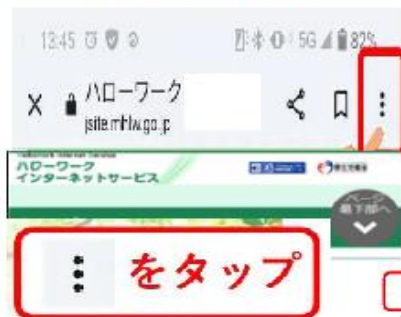 13:45
5G 82%
ハローワーク
jsite.mhlw.go.jp
ハローワーク
インターネットサービス
ページ
最下部へ
をタップ